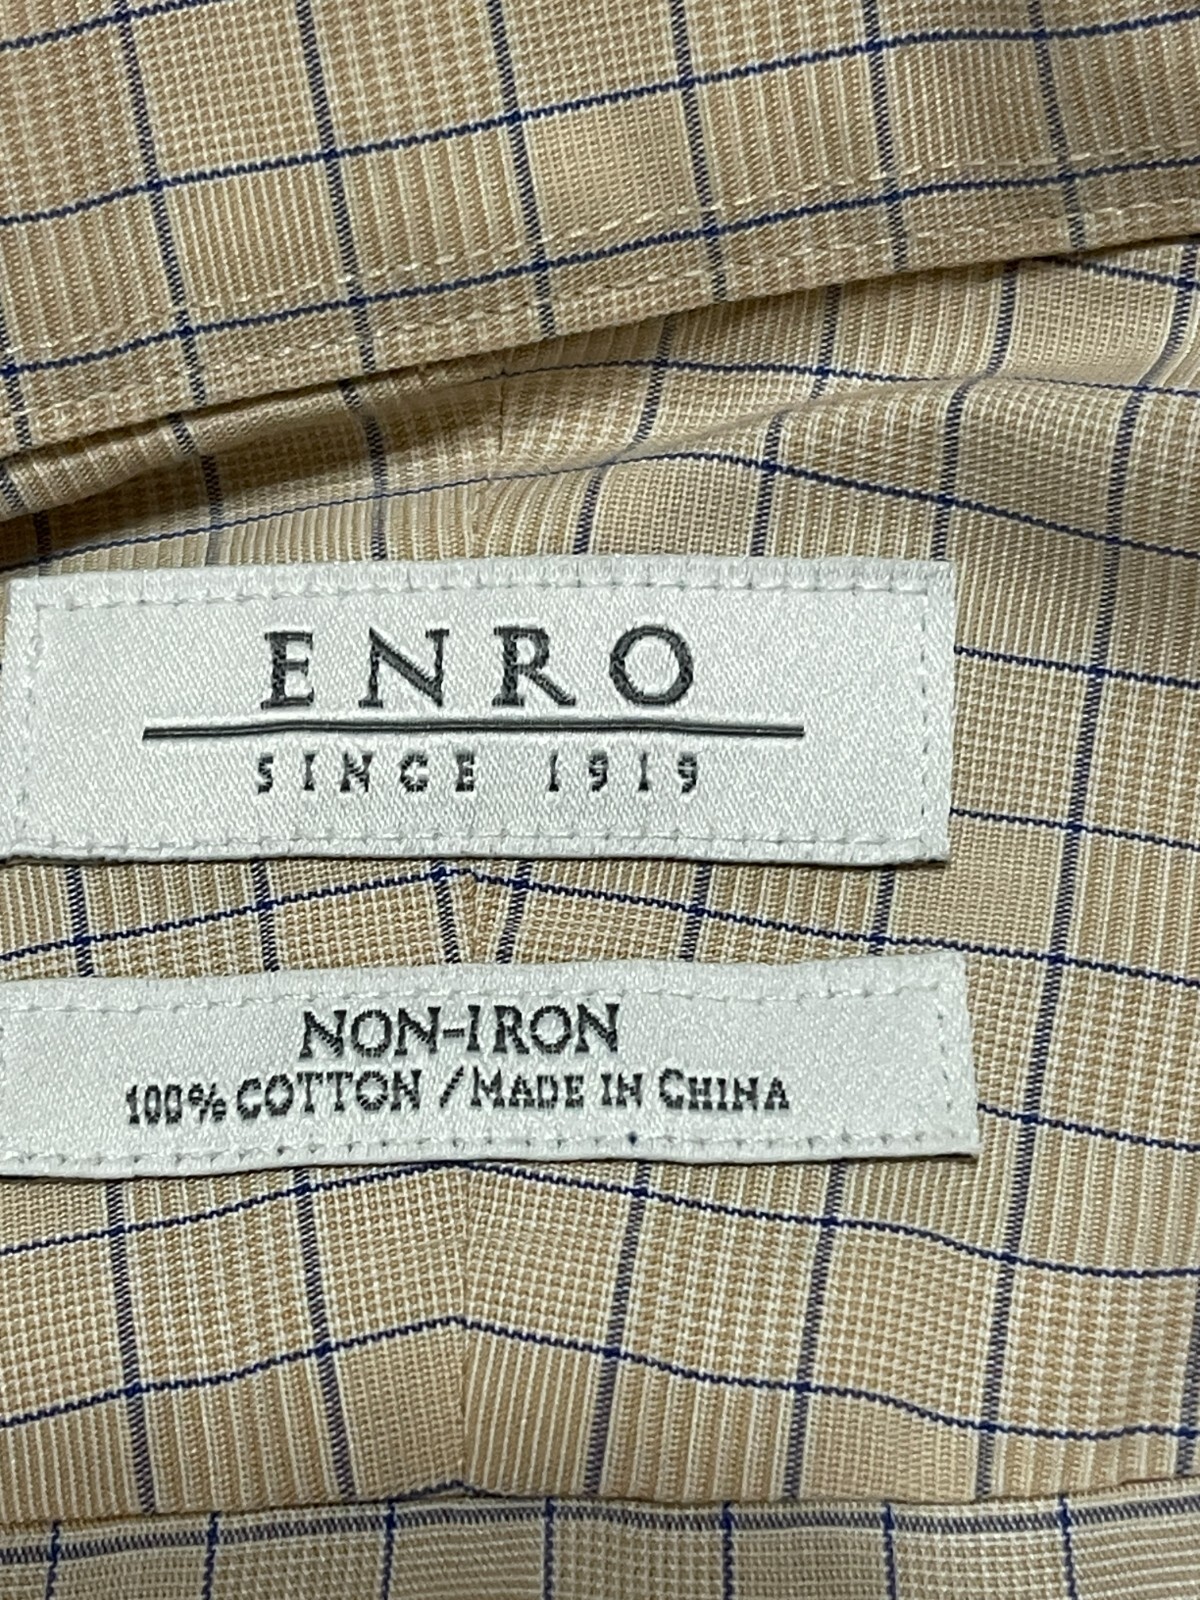 ENRO
SINCE 1919
NON-IRON
100% COTTON / MADE IN CHINA